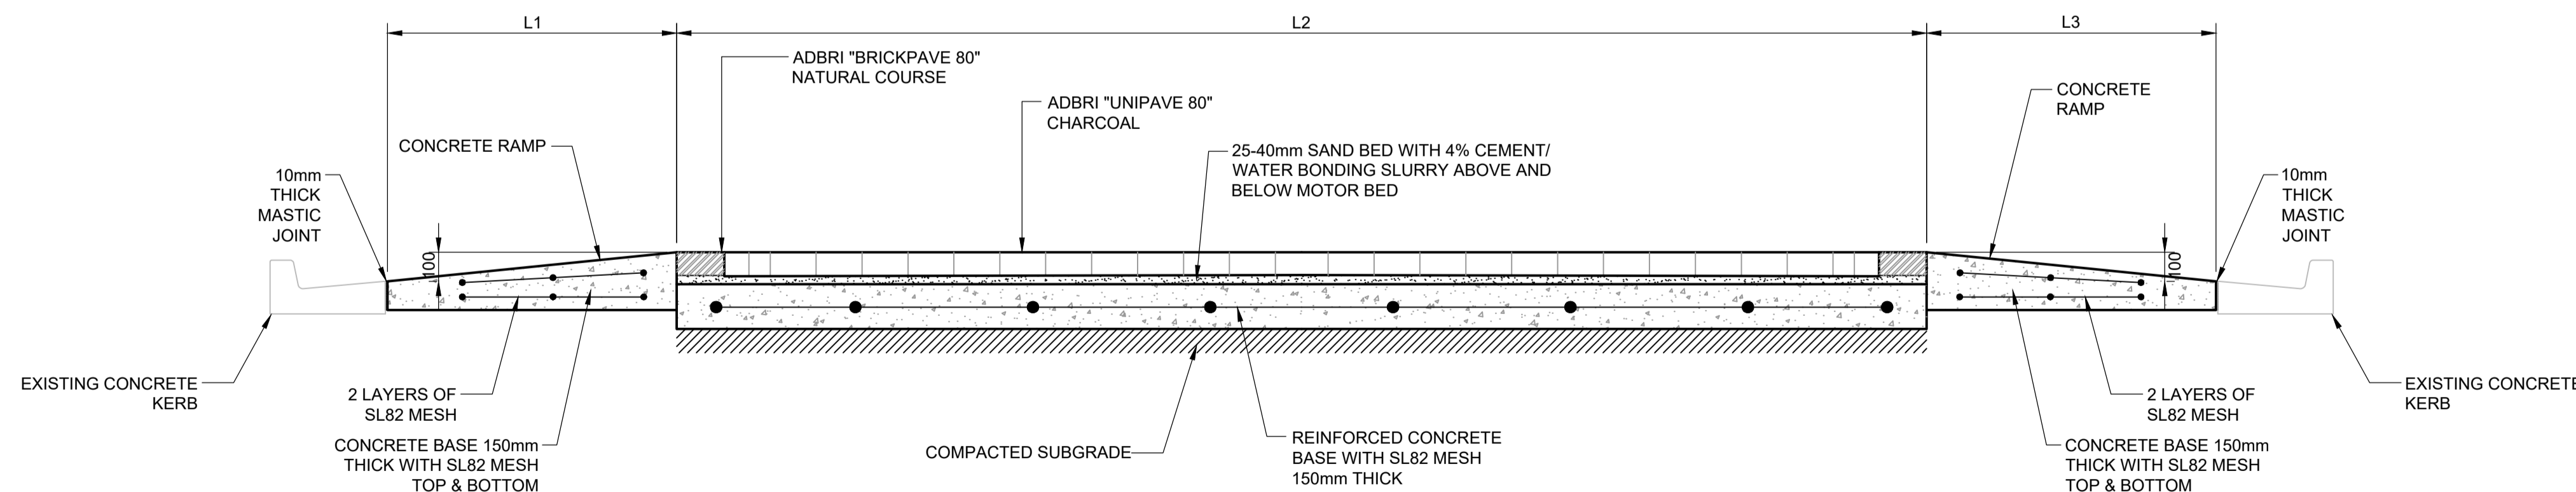 L1
L2
L3
ADBRI "BRICKPAVE 80"
NATURAL COURSE
ADBRI "UNIPAVE 80"
CHARCOAL
CONCRETE
RAMP
CONCRETE RAMP
25-40mm SAND BED WITH 4% CEMENT/
WATER BONDING SLURRY ABOVE AND
BELOW MOTOR BED
10mm
THICK
MASTIC
JOINT
10mm
THICK
MASTIC
JOINT
100
100
EXISTING CONCRETE
KERB
2 LAYERS OF
SL82 MESH
CONCRETE BASE 150mm
THICK WITH SL82 MESH
TOP & BOTTOM
COMPACTED SUBGRADE
REINFORCED CONCRETE
BASE WITH SL82 MESH
150mm THICK
EXISTING CONCRETE
KERB
2 LAYERS OF
SL82 MESH
CONCRETE BASE 150mm
THICK WITH SL82 MESH
TOP & BOTTOM